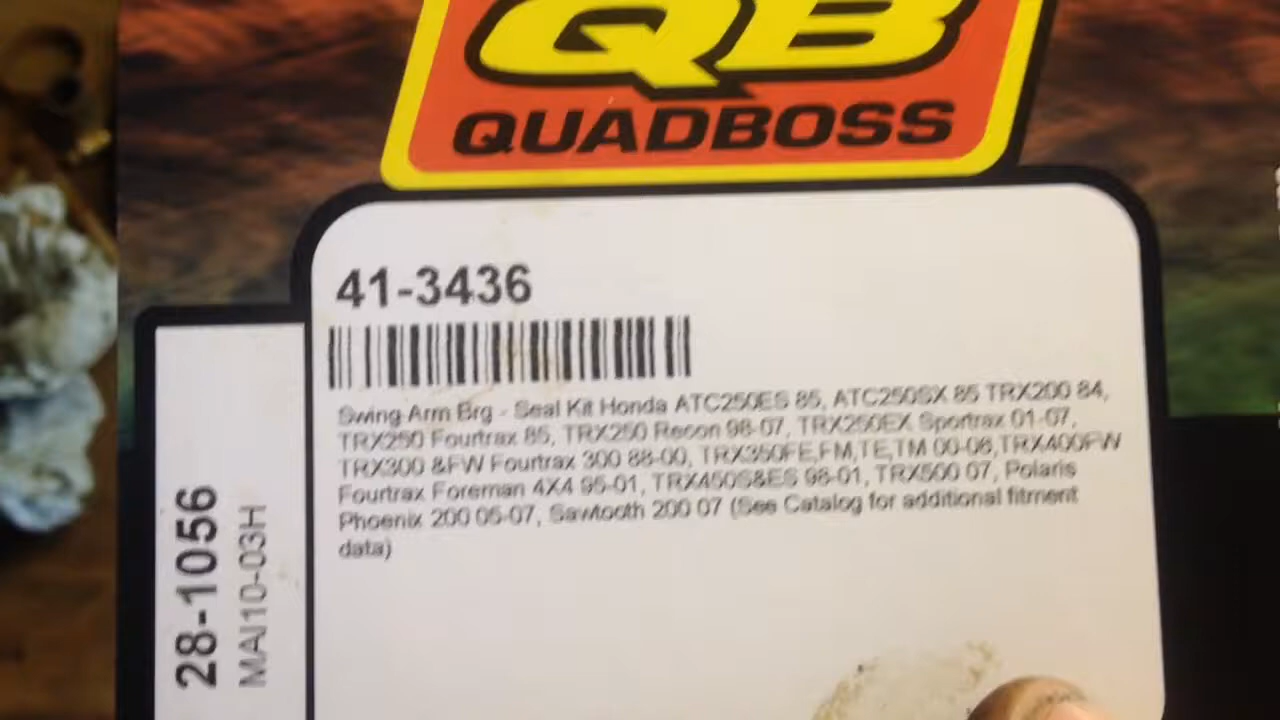 QB
QUADBOSS
41-3436
Swing Arm Brg - Seal Kit Honda ATC250ES 85, ATC250SX 85 TRX200 84,
TRX250 Fourtrax 85, TRX250 Recon 98-07, TRX250EX Sportrax 01-07,
TRX300 &FW Fourtrax 300 88-00, TRX350FE,FM,TE,TM 00-06,TRX400FW
Fourtrax Foreman 4X4 95-01, TRX450S&ES 98-01, TRX500 07, Polaris
Phoenix 200 05-07, Sawtooth 200 07 (See Catalog for additional fitment
data)
28-1056
MAI10-03H